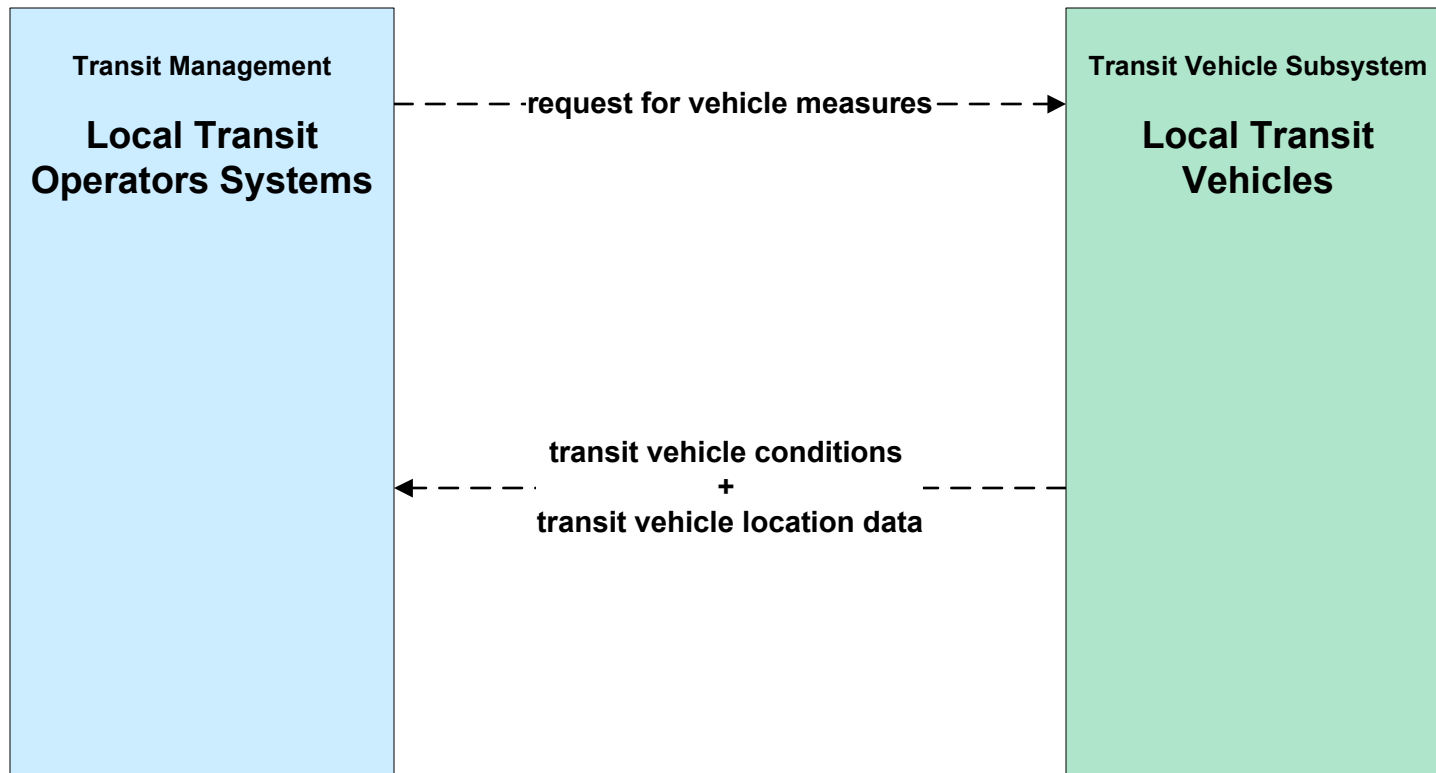 Transit Management
Local Transit
Operators Systems
request for vehicle measures
Transit Vehicle Subsystem
Local Transit
Vehicles
transit vehicle conditions
+
transit vehicle location data